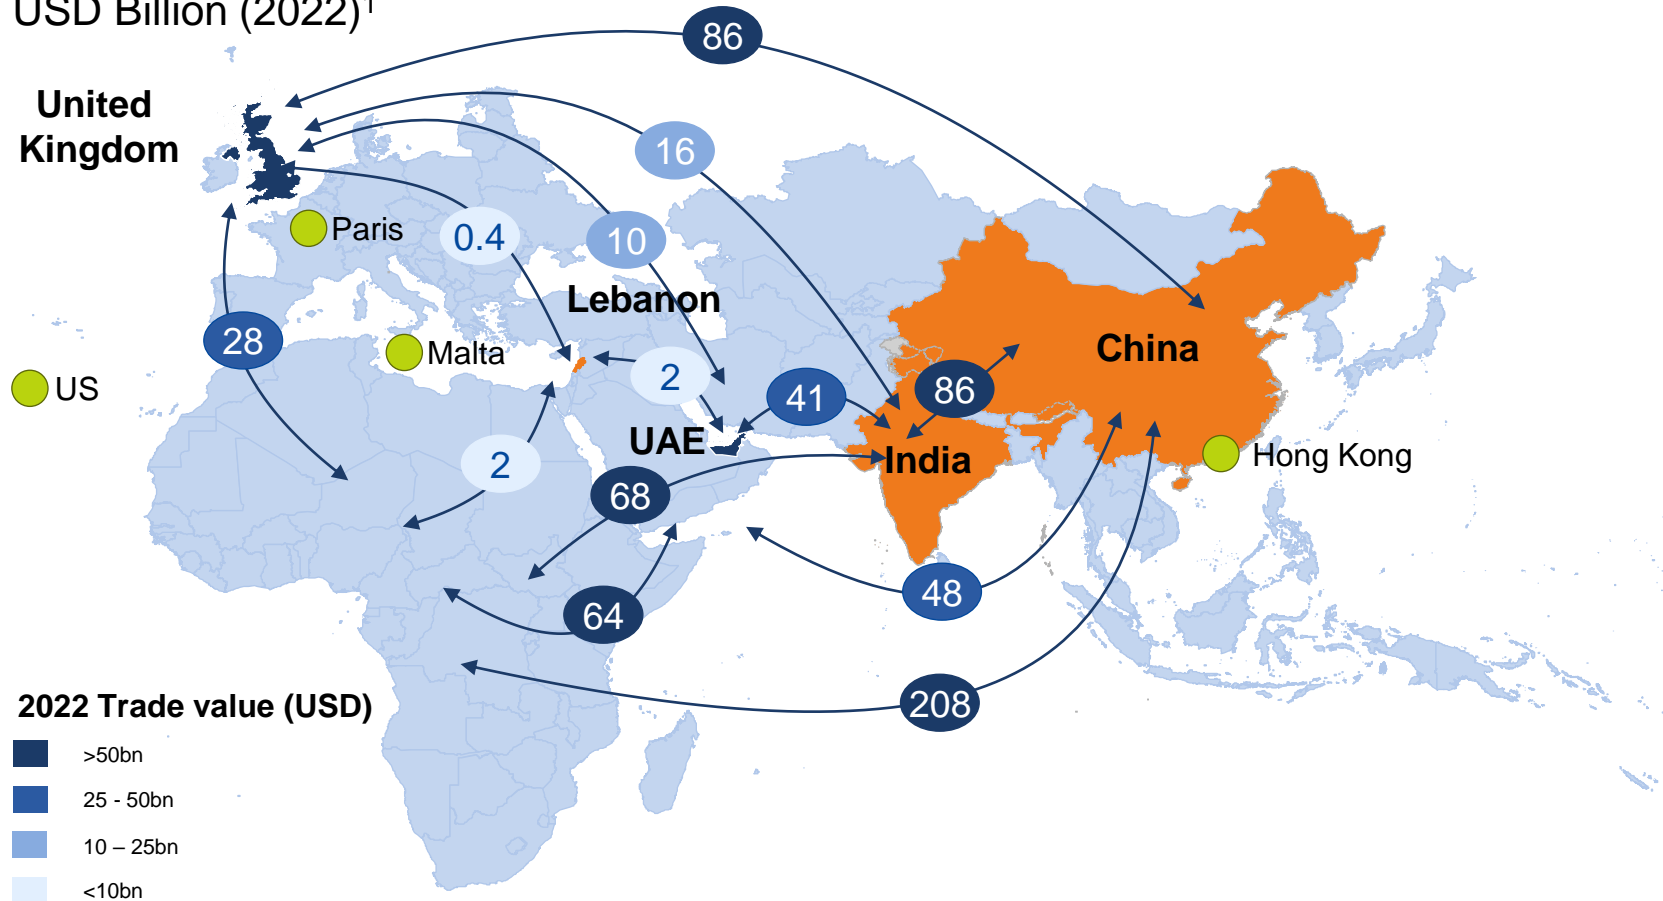 USD Billion (2022)¹
86
United
Kingdom
16
Paris
0.4
10
Lebanon
28
Malta
China
US
2
41
86
UAE
India
Hong Kong
2
68
48
64
208
2022 Trade value (USD)
>50bn
25 - 50bn
10 – 25bn
<10bn